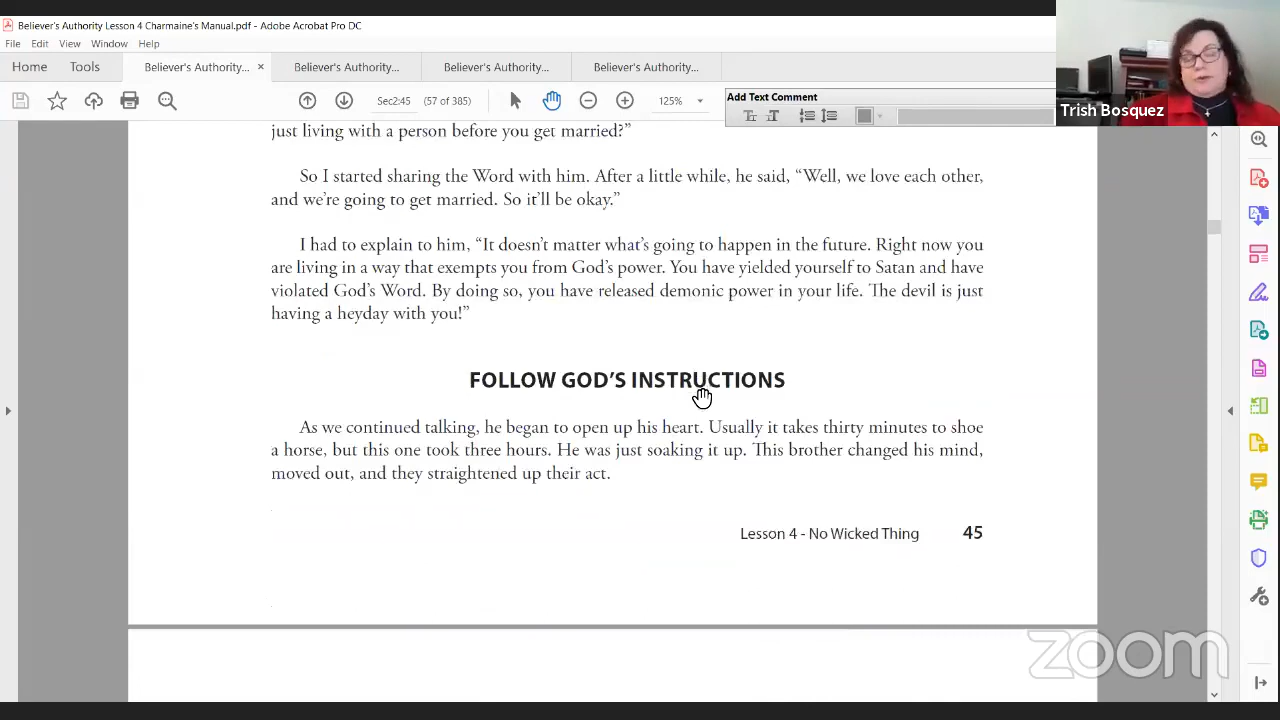 Believer's Authority Lesson 4 Charmaine's Manual.pdf - Adobe Acrobat Pro DC
File Edit View Window Help
Home Tools Believer's Authority... × Believer's Authority... Believer's Authority... Believer's Authority...
Sec2:45 (57 of 385) 125%
Add Text Comment
Trish Bosquez
just living with a person before you get married?”
So I started sharing the Word with him. After a little while, he said, “Well, we love each other,
and we’re going to get married. So it’ll be okay.”
I had to explain to him, “It doesn’t matter what’s going to happen in the future. Right now you
are living in a way that exempts you from God’s power. You have yielded yourself to Satan and have
violated God’s Word. By doing so, you have released demonic power in your life. The devil is just
having a heyday with you!”
FOLLOW GOD’S INSTRUCTIONS
As we continued talking, he began to open up his heart. Usually it takes thirty minutes to shoe
a horse, but this one took three hours. He was just soaking it up. This brother changed his mind,
moved out, and they straightened up their act.
Lesson 4 - No Wicked Thing 45
zoom